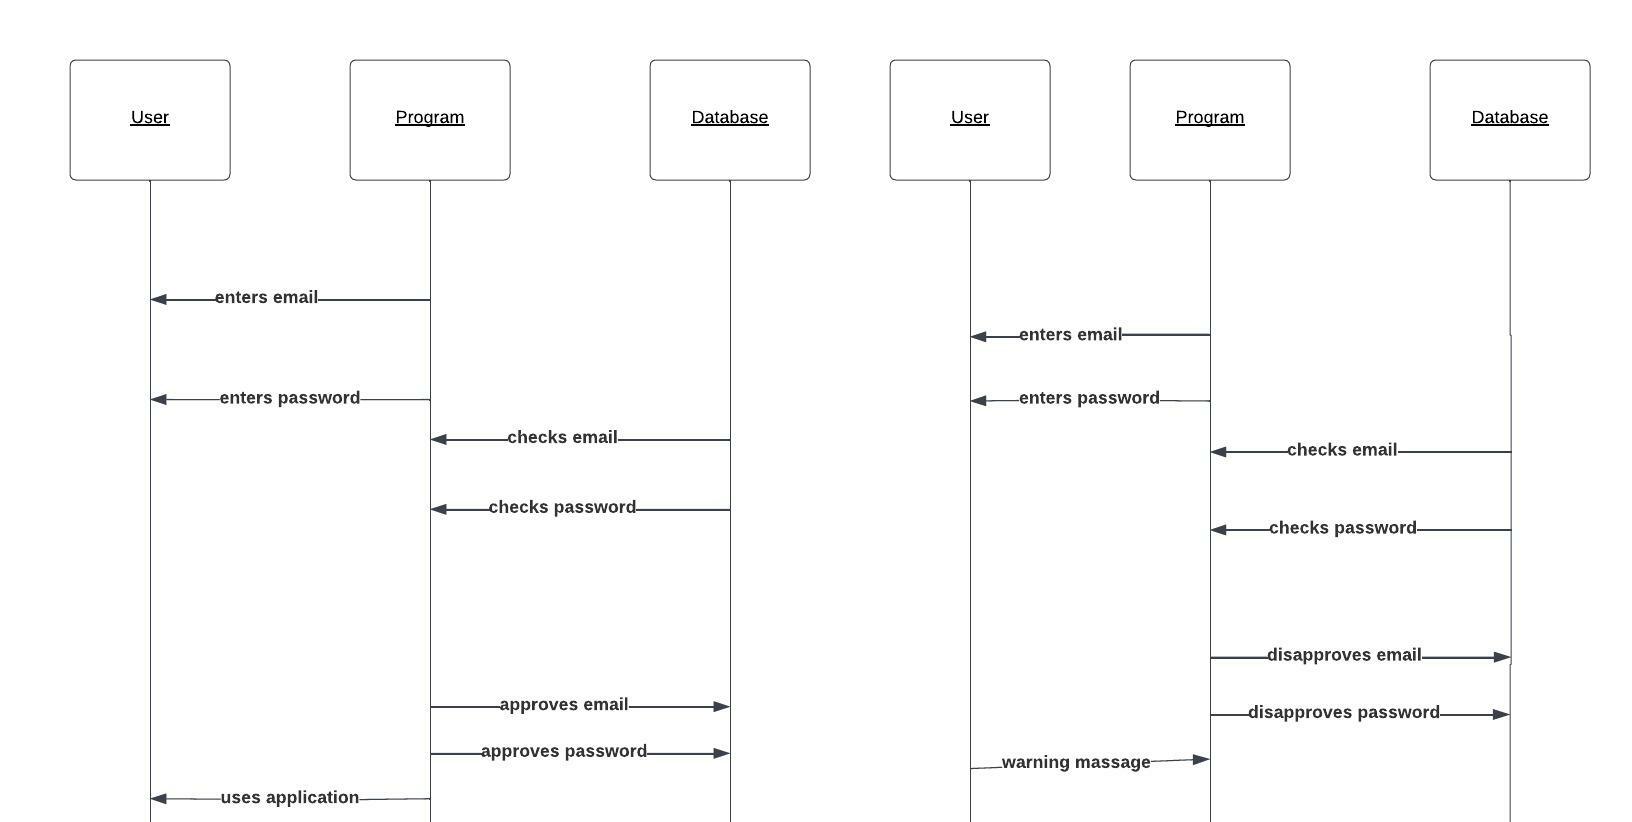 User
Program
Database
enters email
enters password
checks email
checks password
approves email
approves password
uses application
User
Program
Database
enters email
enters password
checks email
checks password
disapproves email
disapproves password
warning massage